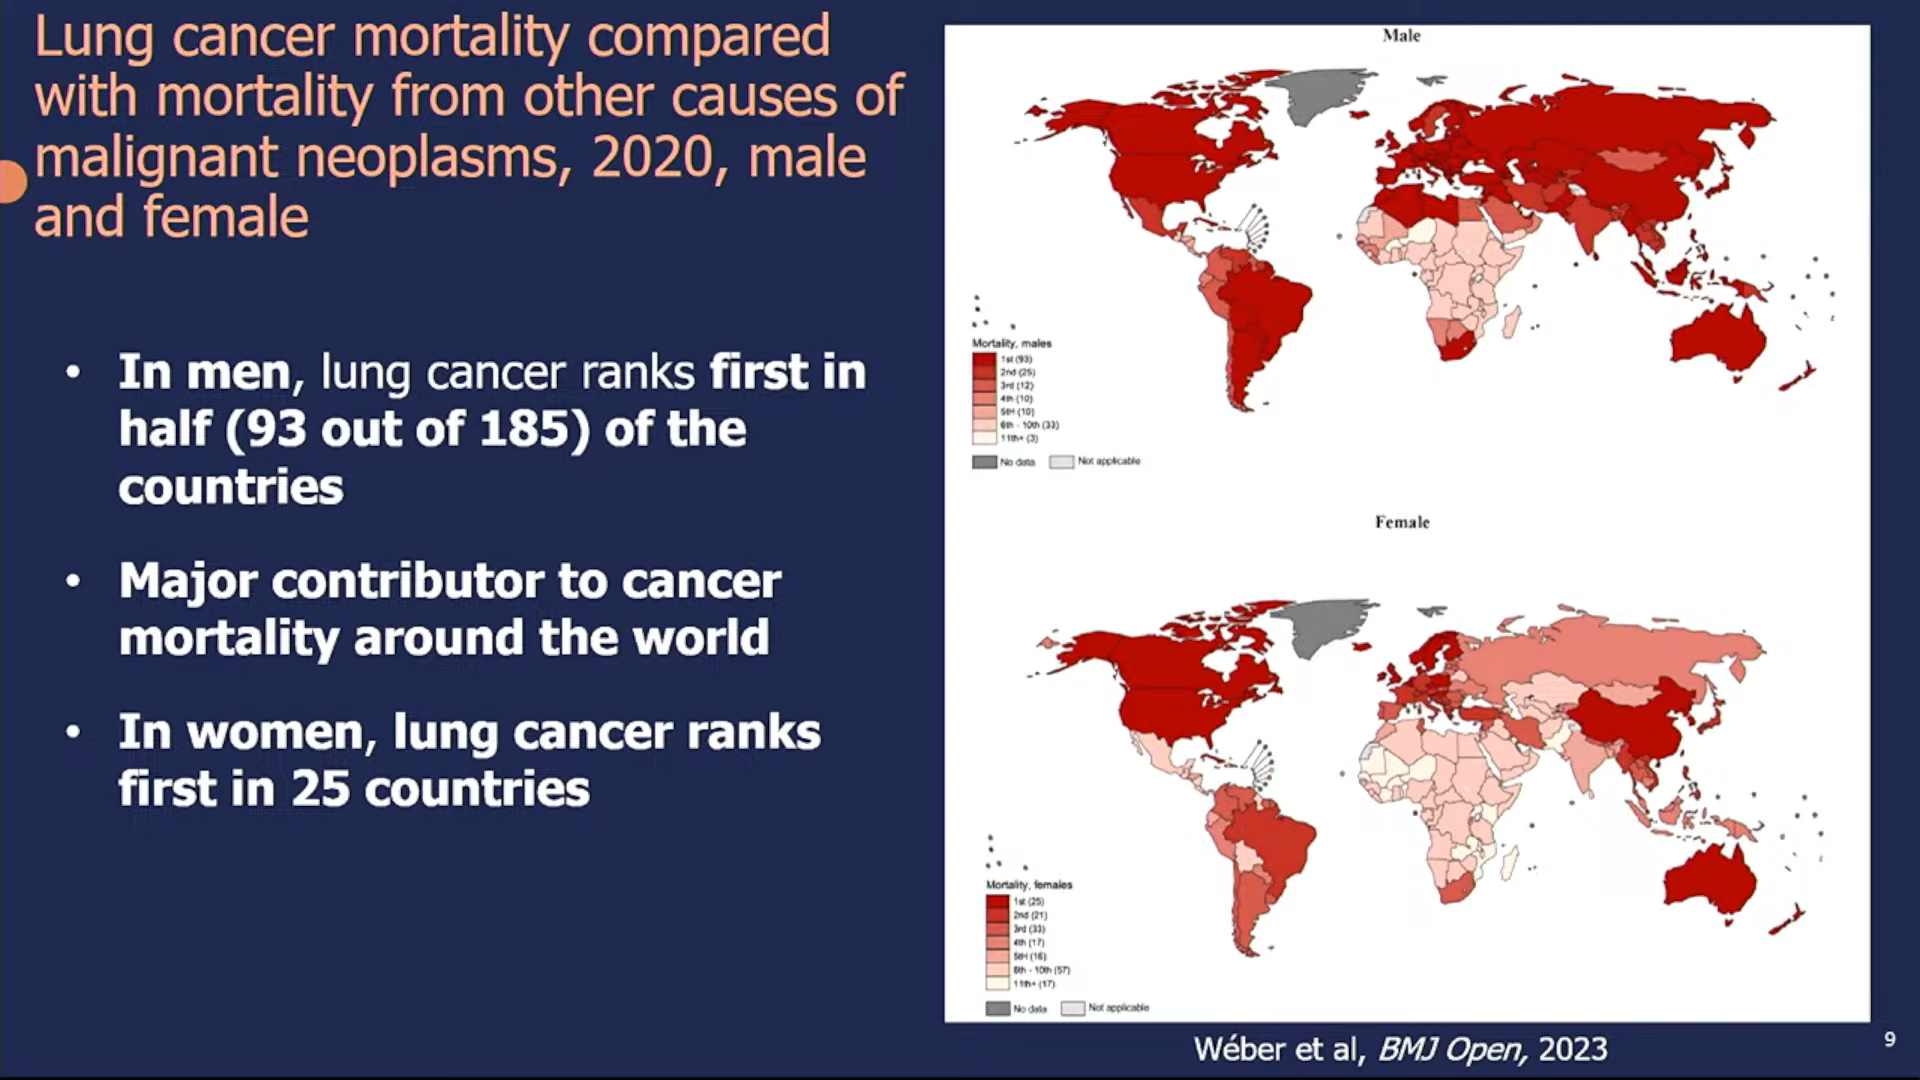 Lung cancer mortality compared
with mortality from other causes of
malignant neoplasms, 2020, male
and female
• In men, lung cancer ranks first in
half (93 out of 185) of the
countries
• Major contributor to cancer
mortality around the world
• In women, lung cancer ranks
first in 25 countries
Male
Mortality, males
1st (93)
2nd (25)
3rd (12)
4th (10)
5tH (10)
6th - 10th (33)
11th+ (3)
No data
Not applicable
Female
Mortality, females
1st (25)
2nd (21)
3rd (33)
4th (17)
5tH (16)
6th - 10th (57)
11th+ (17)
No data
Not applicable
Wéber et al, BMJ Open, 2023
9